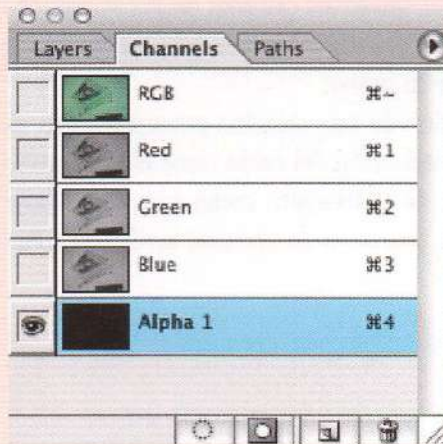 Layers Channels Paths
RGB ⌘~
Red ⌘1
Green ⌘2
Blue ⌘3
Alpha 1 ⌘4